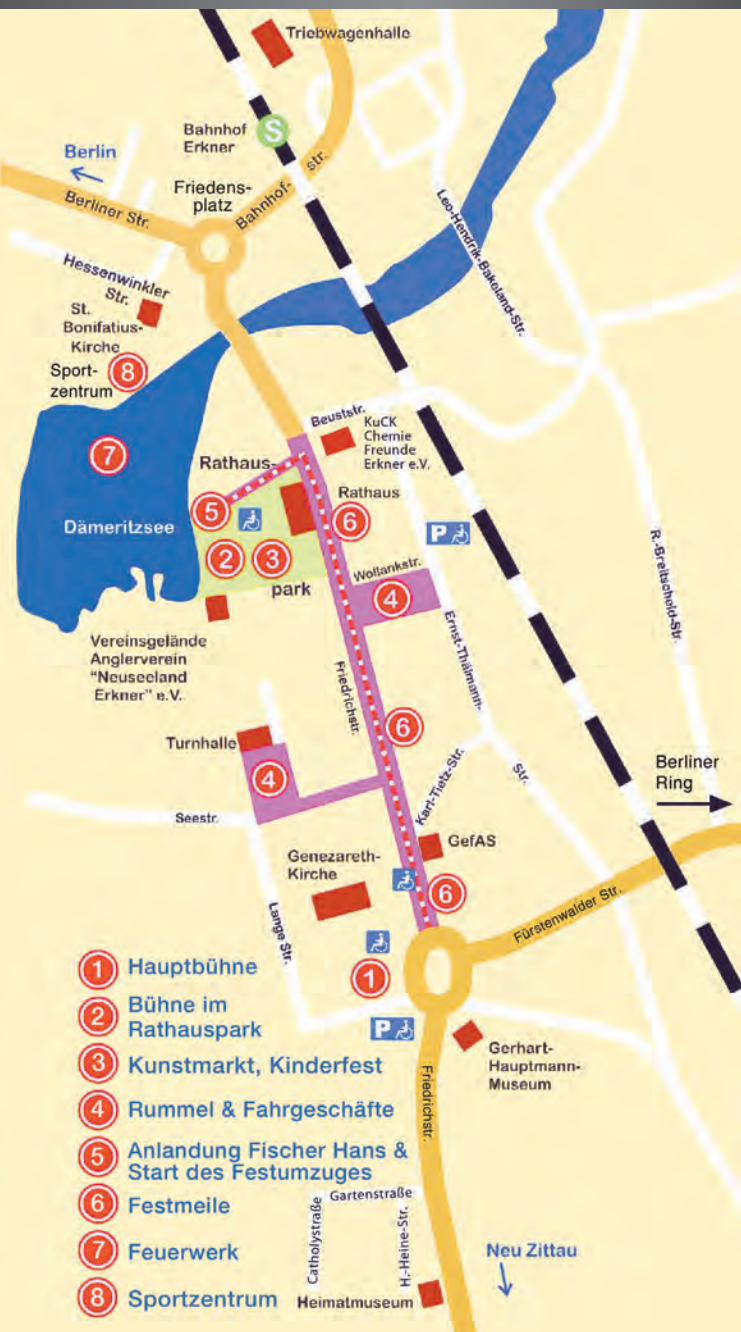 Triebwagenhalle
S
Bahnhof
Erkner
Berlin
Friedens-
platz
Bahnhof-
str.
Berliner Str.
Hessenwinkler
Str.
St.
Bonifatius-
Kirche
Sport-
zentrum
8
Leo-Hendrik-Bakeland-Str.
7
Beuststr.
KuCK
Chemie
Freunde
Erkner e.V.
Rathaus-
Rathaus
5
6
Dämeritzsee
P
2
3
Wollankstr.
park
4
R.-Breitscheid-Str.
Vereinsgelände
Anglerverein
"Neuseeland
Erkner" e.V.
Ernst-Thälmann-
Str.
Friedrichstr.
6
Turnhalle
4
Karl-Tietz-Str.
Berliner
Ring
Seestr.
GefAS
Genezareth-
Kirche
6
Fürstenwalder Str.
Lange Str.
1
P
Gerhart-
Hauptmann-
Museum
Friedrichstr.
1 Hauptbühne
2 Bühne im
Rathauspark
3 Kunstmarkt, Kinderfest
4 Rummel & Fahrgeschäfte
5 Anlandung Fischer Hans &
Start des Festumzuges
6 Festmeile
7 Feuerwerk
8 Sportzentrum
Gartenstraße
Catholystraße
H.-Heine-Str.
Neu Zittau
Heimatmuseum